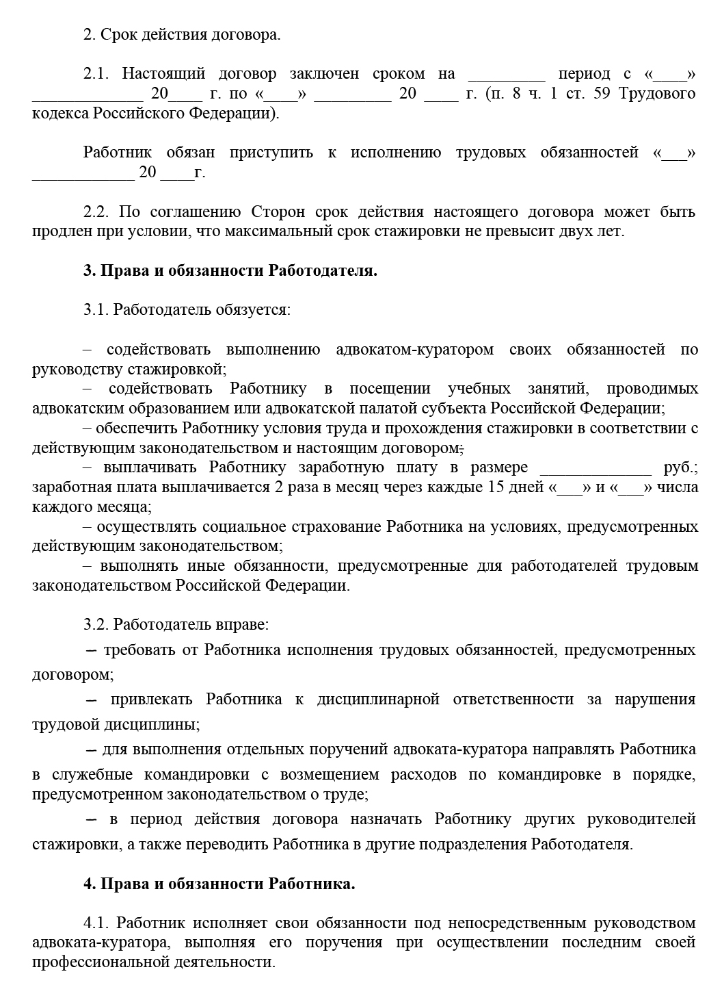 2. Срок действия договора.
2.1. Настоящий договор заключен сроком на _________ период с «____»
_____________ 20____ г. по «____» _________ 20 ____ г. (п. 8 ч. 1 ст. 59 Трудового
кодекса Российского Федерации).
Работник обязан приступить к исполнению трудовых обязанностей «___»
____________ 20 ____г.
2.2. По соглашению Сторон срок действия настоящего договора может быть
продлен при условии, что максимальный срок стажировки не превысит двух лет.
3. Права и обязанности Работодателя.
3.1. Работодатель обязуется:
– содействовать выполнению адвокатом-куратором своих обязанностей по
руководству стажировкой;
– содействовать Работнику в посещении учебных занятий, проводимых
адвокатским образованием или адвокатской палатой субъекта Российской Федерации;
– обеспечить Работнику условия труда и прохождения стажировки в соответствии с
действующим законодательством и настоящим договором;
– выплачивать Работнику заработную плату в размере _____________ руб.;
заработная плата выплачивается 2 раза в месяц через каждые 15 дней «___» и «___» числа
каждого месяца;
– осуществлять социальное страхование Работника на условиях, предусмотренных
действующим законодательством;
– выполнять иные обязанности, предусмотренные для работодателей трудовым
законодательством Российской Федерации.
3.2. Работодатель вправе:
– требовать от Работника исполнения трудовых обязанностей, предусмотренных
договором;
– привлекать Работника к дисциплинарной ответственности за нарушения
трудовой дисциплины;
– для выполнения отдельных поручений адвоката-куратора направлять Работника
в служебные командировки с возмещением расходов по командировке в порядке,
предусмотренном законодательством о труде;
– в период действия договора назначать Работнику других руководителей
стажировки, а также переводить Работника в другие подразделения Работодателя.
4. Права и обязанности Работника.
4.1. Работник исполняет свои обязанности под непосредственным руководством
адвоката-куратора, выполняя его поручения при осуществлении последним своей
профессиональной деятельности.